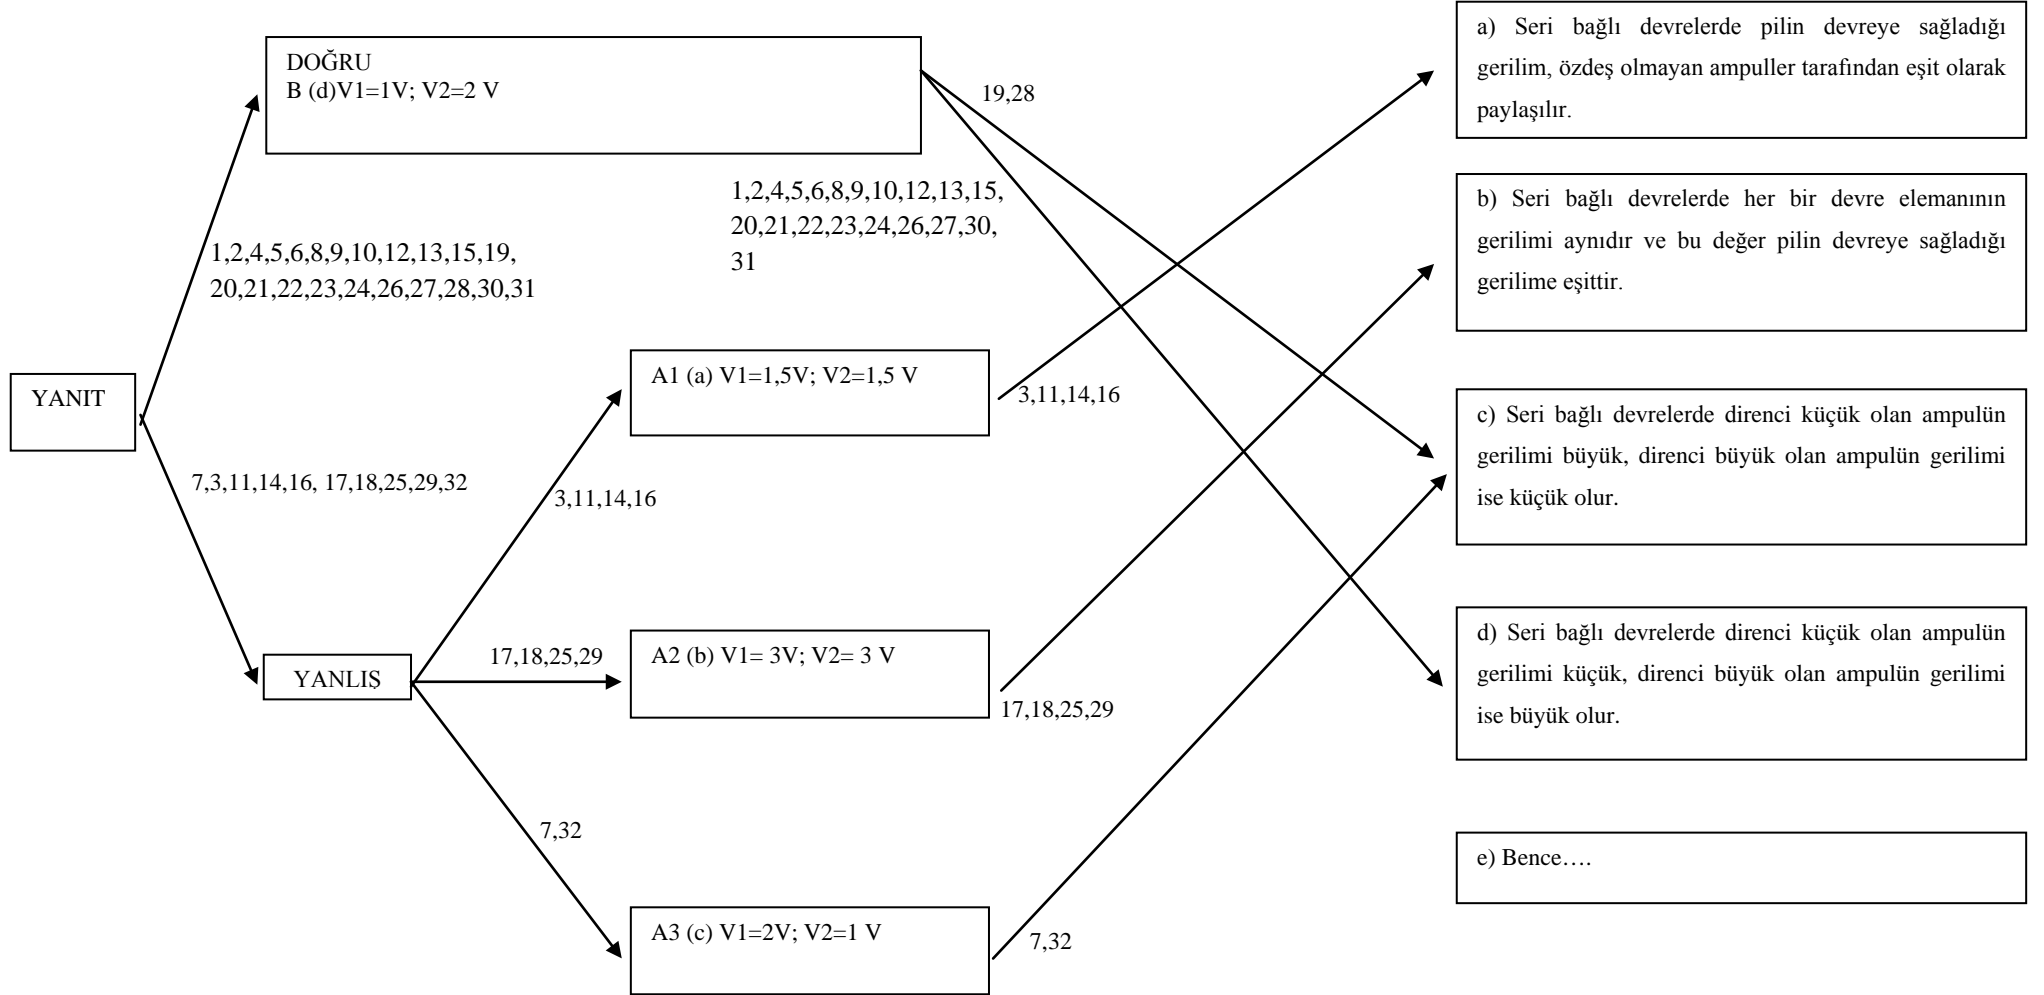 DOĞRU
B (d)V1=1V; V2=2 V
19,28
1,2,4,5,6,8,9,10,12,13,15,
20,21,22,23,24,26,27,30,
31
1,2,4,5,6,8,9,10,12,13,15,19,
20,21,22,23,24,26,27,28,30,31
YANIT
7,3,11,14,16, 17,18,25,29,32
YANLIŞ
3,11,14,16
17,18,25,29
7,32
A1 (a) V1=1,5V; V2=1,5 V
3,11,14,16
A2 (b) V1= 3V; V2= 3 V
17,18,25,29
A3 (c) V1=2V; V2=1 V
7,32
a) Seri bağlı devrelerde pilin devreye sağladığı
gerilim, özdeş olmayan ampuller tarafından eşit olarak
paylaşılır.
b) Seri bağlı devrelerde her bir devre elemanının
gerilimi aynıdır ve bu değer pilin devreye sağladığı
gerilime eşittir.
c) Seri bağlı devrelerde direnci küçük olan ampulün
gerilimi büyük, direnci büyük olan ampulün gerilimi
ise küçük olur.
d) Seri bağlı devrelerde direnci küçük olan ampulün
gerilimi küçük, direnci büyük olan ampulün gerilimi
ise büyük olur.
e) Bence….